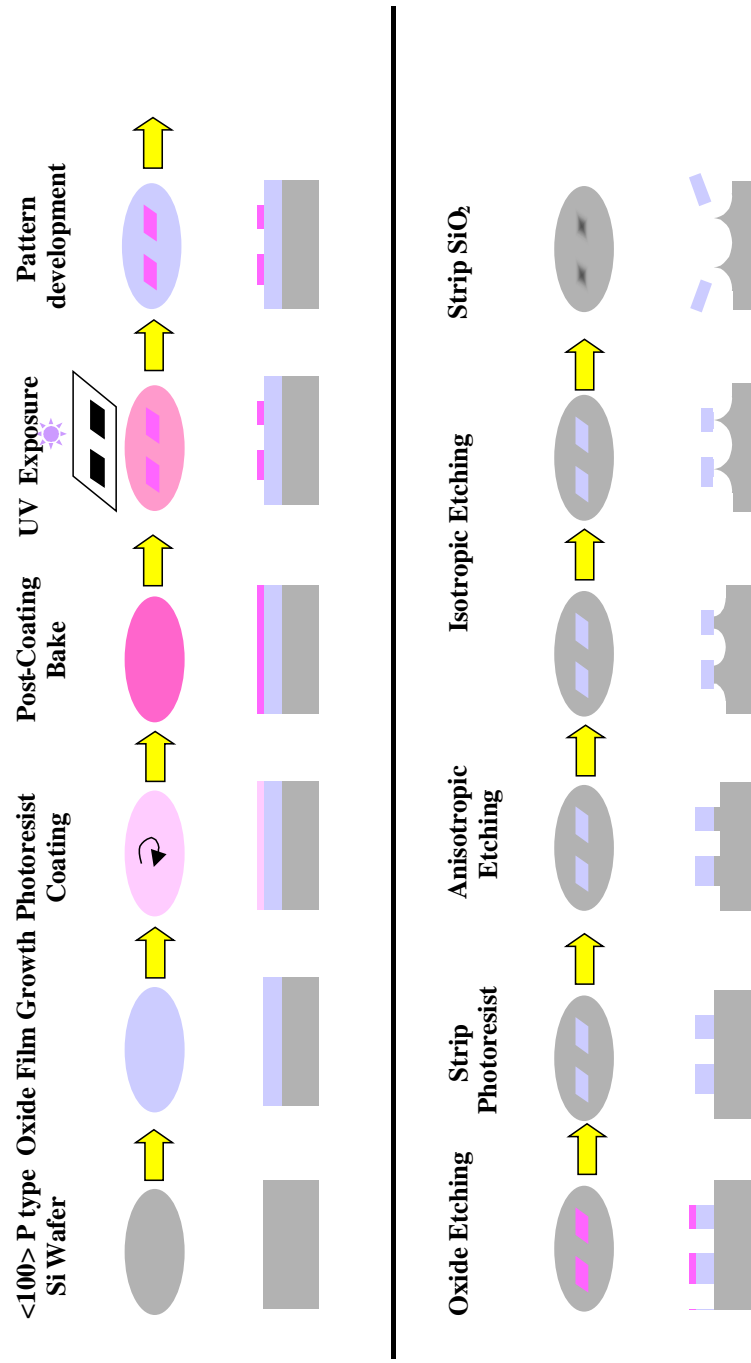 <100> P type
Si Wafer
Oxide Film Growth
Photoresist
Coating
Post-Coating
Bake
UV Exposure
Pattern
development
Oxide Etching
Strip
Photoresist
Anisotropic
Etching
Isotropic Etching
Strip SiO₂